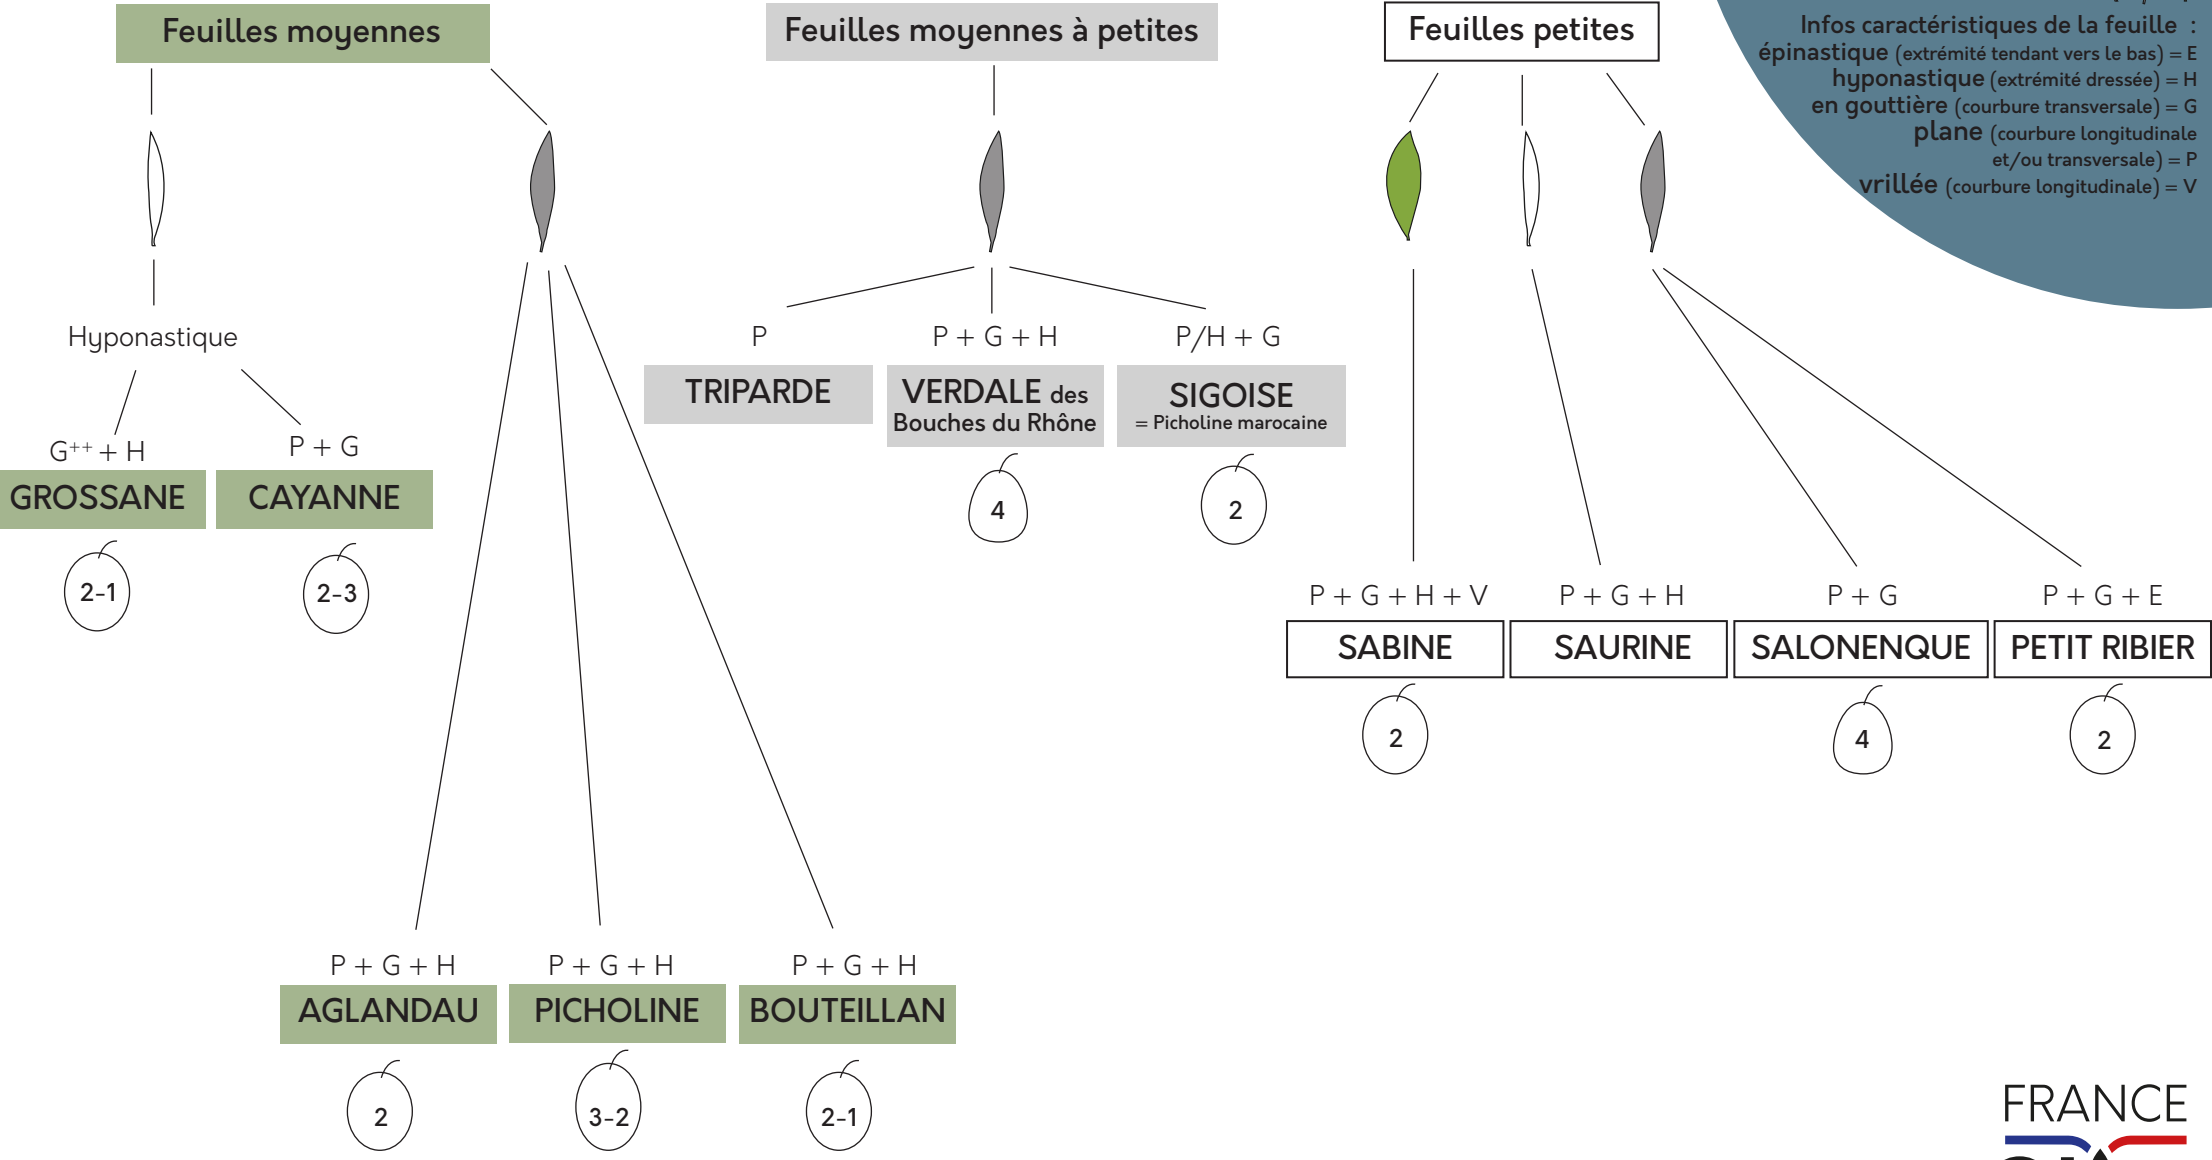 Feuilles moyennes
Feuilles moyennes à petites
Feuilles petites
Infos caractéristiques de la feuille :
épinastique (extrémité tendant vers le bas) = E
hyponastique (extrémité dressée) = H
en gouttière (courbure transversale) = G
plane (courbure longitudinale
et/ou transversale) = P
vrillée (courbure longitudinale) = V
Hyponastique
G++ + H
GROSSANE
2-1
P + G
CAYANNE
2-3
P
TRIPARDE
P + G + H
VERDALE des
Bouches du Rhône
4
P/H + G
SIGOISE
= Picholine marocaine
2
P + G + H + V
SABINE
2
P + G + H
SAURINE
P + G
SALONENQUE
4
P + G + E
PETIT RIBIER
2
P + G + H
AGLANDAU
2
P + G + H
PICHOLINE
3-2
P + G + H
BOUTEILLAN
2-1
FRANCE